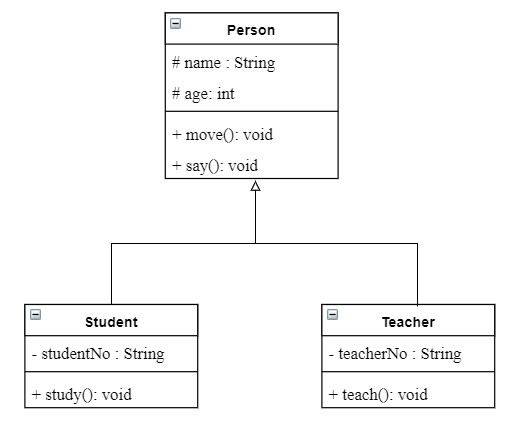 Person
# name : String
# age: int
+ move(): void
+ say(): void
Student
- studentNo : String
+ study(): void
Teacher
- teacherNo : String
+ teach(): void